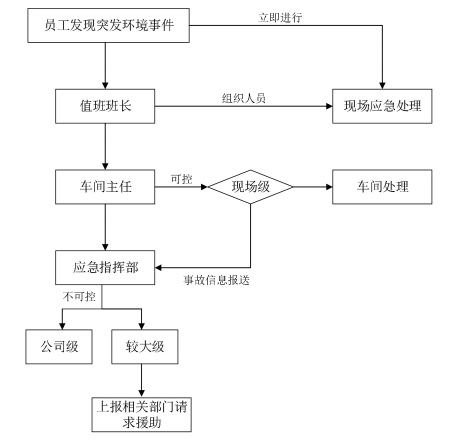 员工发现突发环境事件
立即进行
值班班长
组织人员
现场应急处理
车间主任
可控
现场级
车间处理
应急指挥部
事故信息报送
不可控
公司级
较大级
上报相关部门请
求援助